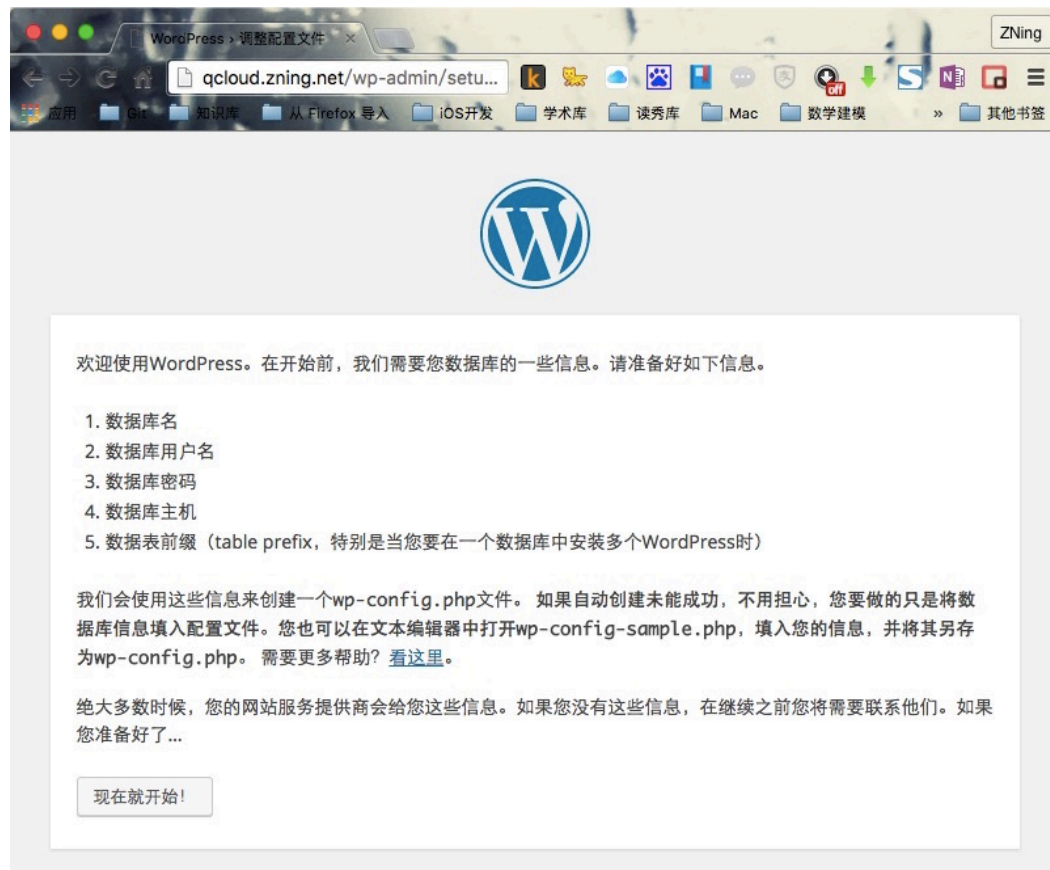 WordPress › 调整配置文件
ZNing
qcloud.zning.net/wp-admin/setu...
off
应用 Git 知识库 从 Firefox 导入 iOS开发 学术库 读秀库 Mac 数学建模 » 其他书签
欢迎使用WordPress。在开始前，我们需要您数据库的一些信息。请准备好如下信息。
1. 数据库名
2. 数据库用户名
3. 数据库密码
4. 数据库主机
5. 数据表前缀（table prefix，特别是当您要在一个数据库中安装多个WordPress时）
我们会使用这些信息来创建一个wp-config.php文件。 如果自动创建未能成功，不用担心，您要做的只是将数
据库信息填入配置文件。您也可以在文本编辑器中打开wp-config-sample.php，填入您的信息，并将其另存
为wp-config.php。 需要更多帮助？看这里。
绝大多数时候，您的网站服务提供商会给您这些信息。如果您没有这些信息，在继续之前您将需要联系他们。如果
您准备好了...
现在就开始！